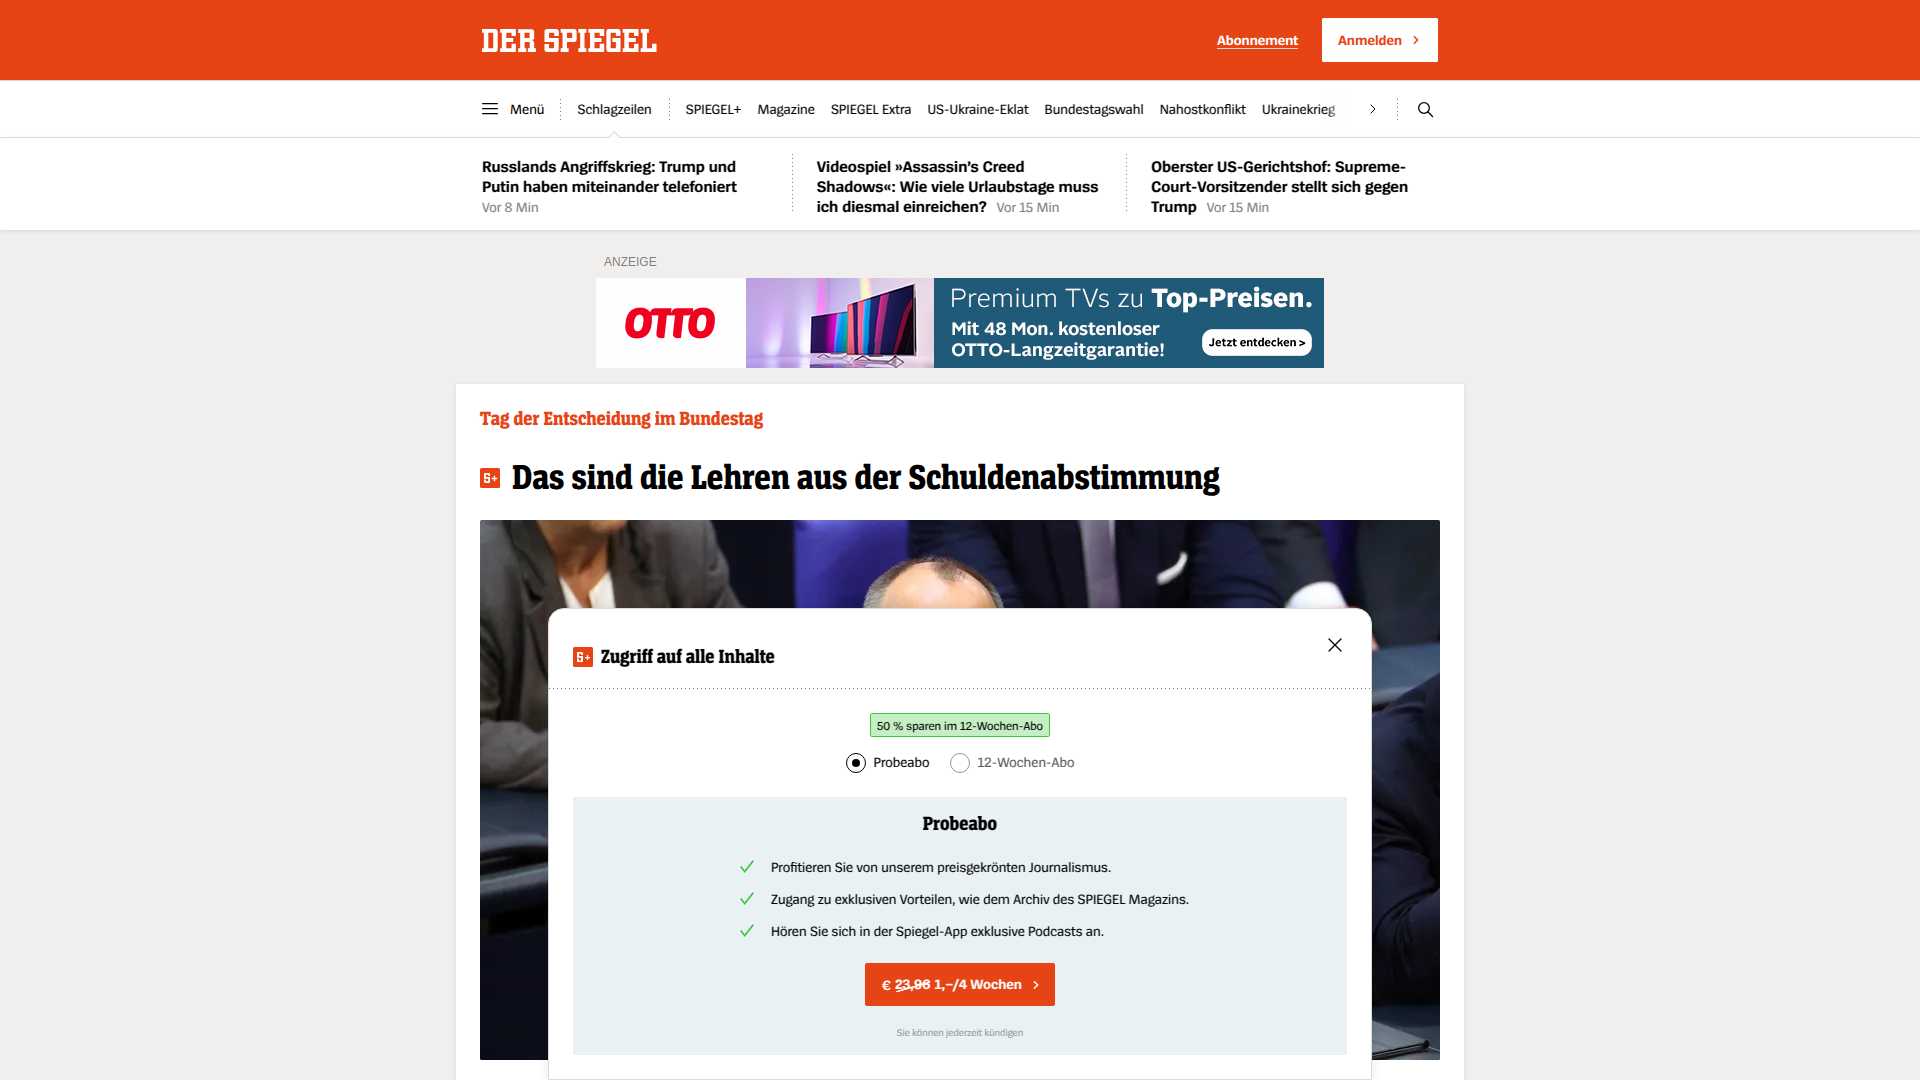 DER SPIEGEL
Abonnement
Anmelden
Menü
Schlagzeilen
SPIEGEL+
Magazine
SPIEGEL Extra
US-Ukraine-Eklat
Bundestagswahl
Nahostkonflikt
Ukrainekrieg
Russlands Angriffskrieg: Trump und
Putin haben miteinander telefoniert
Vor 8 Min
Videospiel »Assassin’s Creed
Shadows«: Wie viele Urlaubstage muss
ich diesmal einreichen? Vor 15 Min
Oberster US-Gerichtshof: Supreme-
Court-Vorsitzender stellt sich gegen
Trump Vor 15 Min
ANZEIGE
OTTO
Premium TVs zu Top-Preisen.
Mit 48 Mon. kostenloser
OTTO-Langzeitgarantie!
Jetzt entdecken >
Tag der Entscheidung im Bundestag
S+ Das sind die Lehren aus der Schuldenabstimmung
S+ Zugriff auf alle Inhalte
50 % sparen im 12-Wochen-Abo
Probeabo
12-Wochen-Abo
Probeabo
Profitieren Sie von unserem preisgekrönten Journalismus.
Zugang zu exklusiven Vorteilen, wie dem Archiv des SPIEGEL Magazins.
Hören Sie sich in der Spiegel-App exklusive Podcasts an.
€ 23,96 1,–/4 Wochen
Sie können jederzeit kündigen